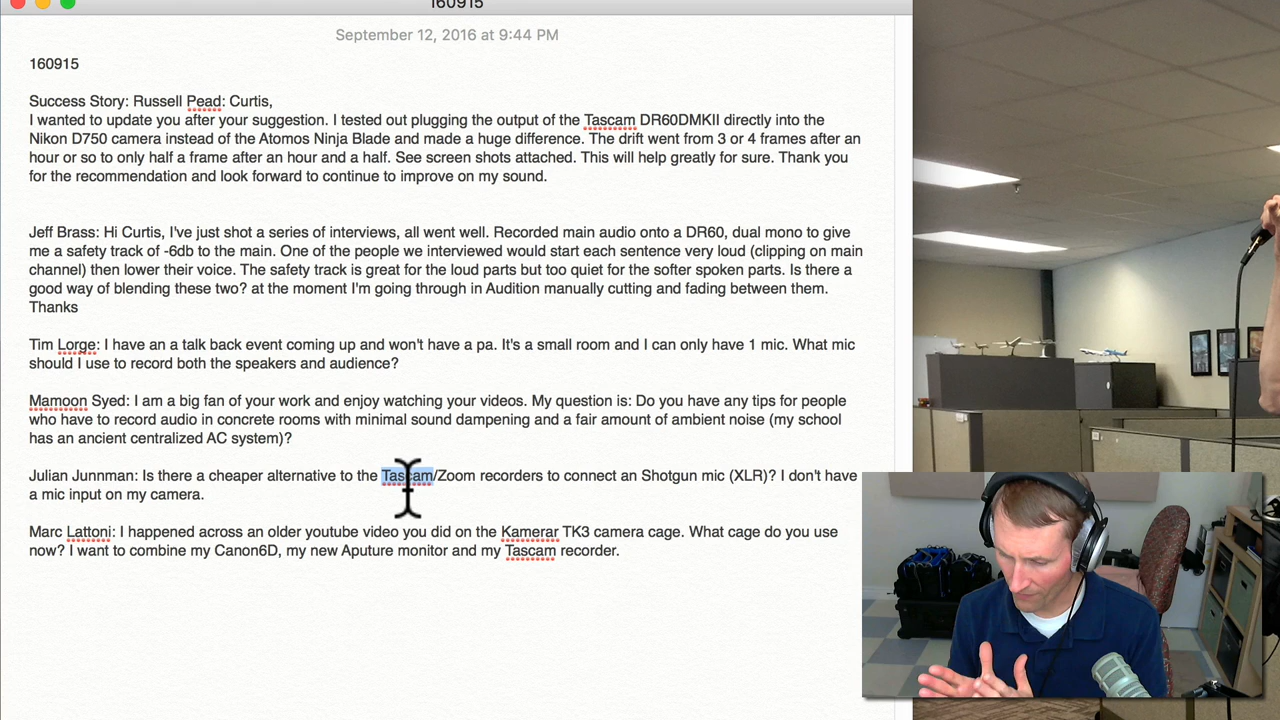 160915
September 12, 2016 at 9:44 PM
160915
Success Story: Russell Pead: Curtis,
I wanted to update you after your suggestion. I tested out plugging the output of the Tascam DR60DMKII directly into the
Nikon D750 camera instead of the Atomos Ninja Blade and made a huge difference. The drift went from 3 or 4 frames after an
hour or so to only half a frame after an hour and a half. See screen shots attached. This will help greatly for sure. Thank you
for the recommendation and look forward to continue to improve on my sound.
Jeff Brass: Hi Curtis, I've just shot a series of interviews, all went well. Recorded main audio onto a DR60, dual mono to give
me a safety track of -6db to the main. One of the people we interviewed would start each sentence very loud (clipping on main
channel) then lower their voice. The safety track is great for the loud parts but too quiet for the softer spoken parts. Is there a
good way of blending these two? at the moment I'm going through in Audition manually cutting and fading between them.
Thanks
Tim Lorge: I have an a talk back event coming up and won't have a pa. It's a small room and I can only have 1 mic. What mic
should I use to record both the speakers and audience?
Mamoon Syed: I am a big fan of your work and enjoy watching your videos. My question is: Do you have any tips for people
who have to record audio in concrete rooms with minimal sound dampening and a fair amount of ambient noise (my school
has an ancient centralized AC system)?
Julian Junnman: Is there a cheaper alternative to the Tascam/Zoom recorders to connect an Shotgun mic (XLR)? I don't have
a mic input on my camera.
Marc Lattoni: I happened across an older youtube video you did on the Kamerar TK3 camera cage. What cage do you use
now? I want to combine my Canon6D, my new Aputure monitor and my Tascam recorder.